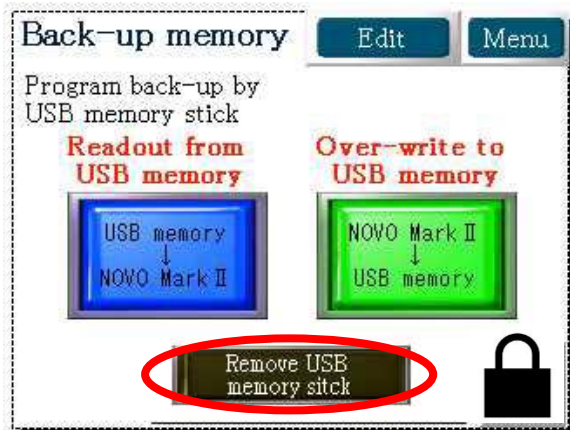 Back-up memory
Edit
Menu
Program back-up by
USB memory stick
Readout from
USB memory
Over-write to
USB memory
USB memory
↓
NOVO Mark Ⅱ
NOVO Mark Ⅱ
↓
USB memory
Remove USB
memory sitck